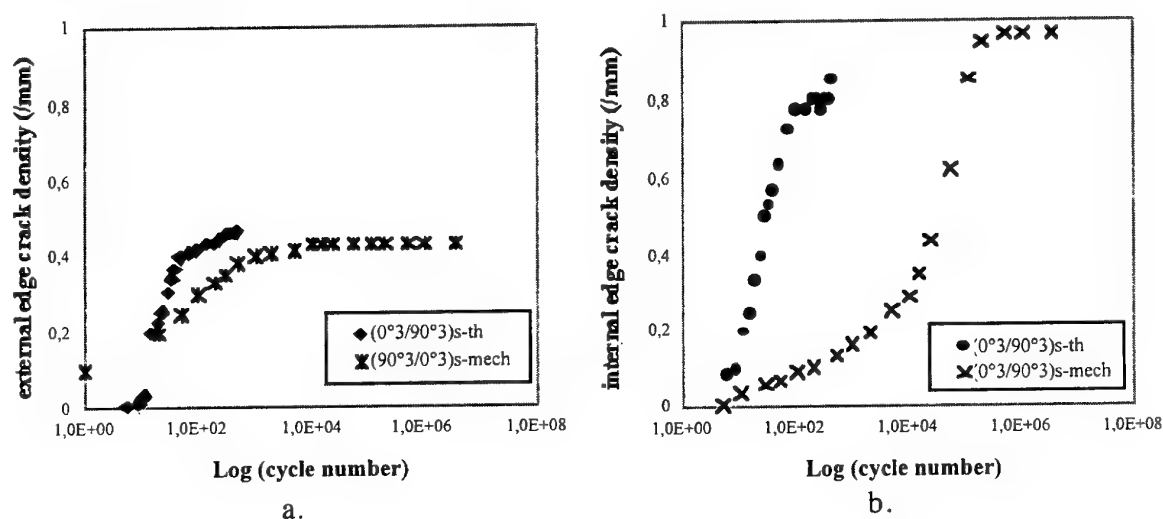 external edge crack density (/mm)
1
0,8
0,6
0,4
0,2
0
(0°3/90°3)s-th
(90°3/0°3)s-mech
1,0E+00 1,0E+02 1,0E+04 1,0E+06 1,0E+08
Log (cycle number)
a.
internal edge crack density (/mm)
1
0,8
0,6
0,4
0,2
0
(0°3/90°3)s-th
(0°3/90°3)s-mech
1,0E+00 1,0E+02 1,0E+04 1,0E+06 1,0E+08
Log (cycle number)
b.